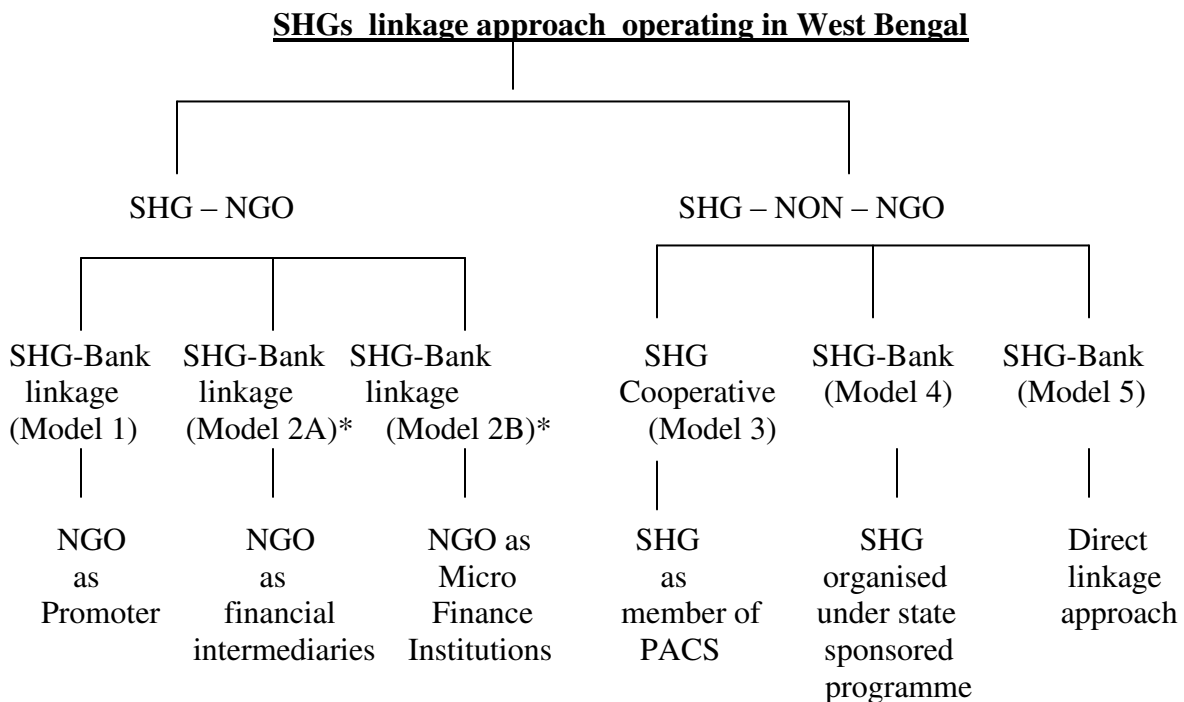 SHGs linkage approach operating in West Bengal
SHG – NGO
SHG – NON – NGO
SHG-Bank
linkage
(Model 1)
SHG-Bank
linkage
(Model 2A)*
SHG-Bank
linkage
(Model 2B)*
SHG
Cooperative
(Model 3)
SHG-Bank
(Model 4)
SHG-Bank
(Model 5)
NGO
as
Promoter
NGO
as
financial
intermediaries
NGO as
Micro
Finance
Institutions
SHG
as
member of
PACS
SHG
organised
under state
sponsored
programme
Direct
linkage
approach